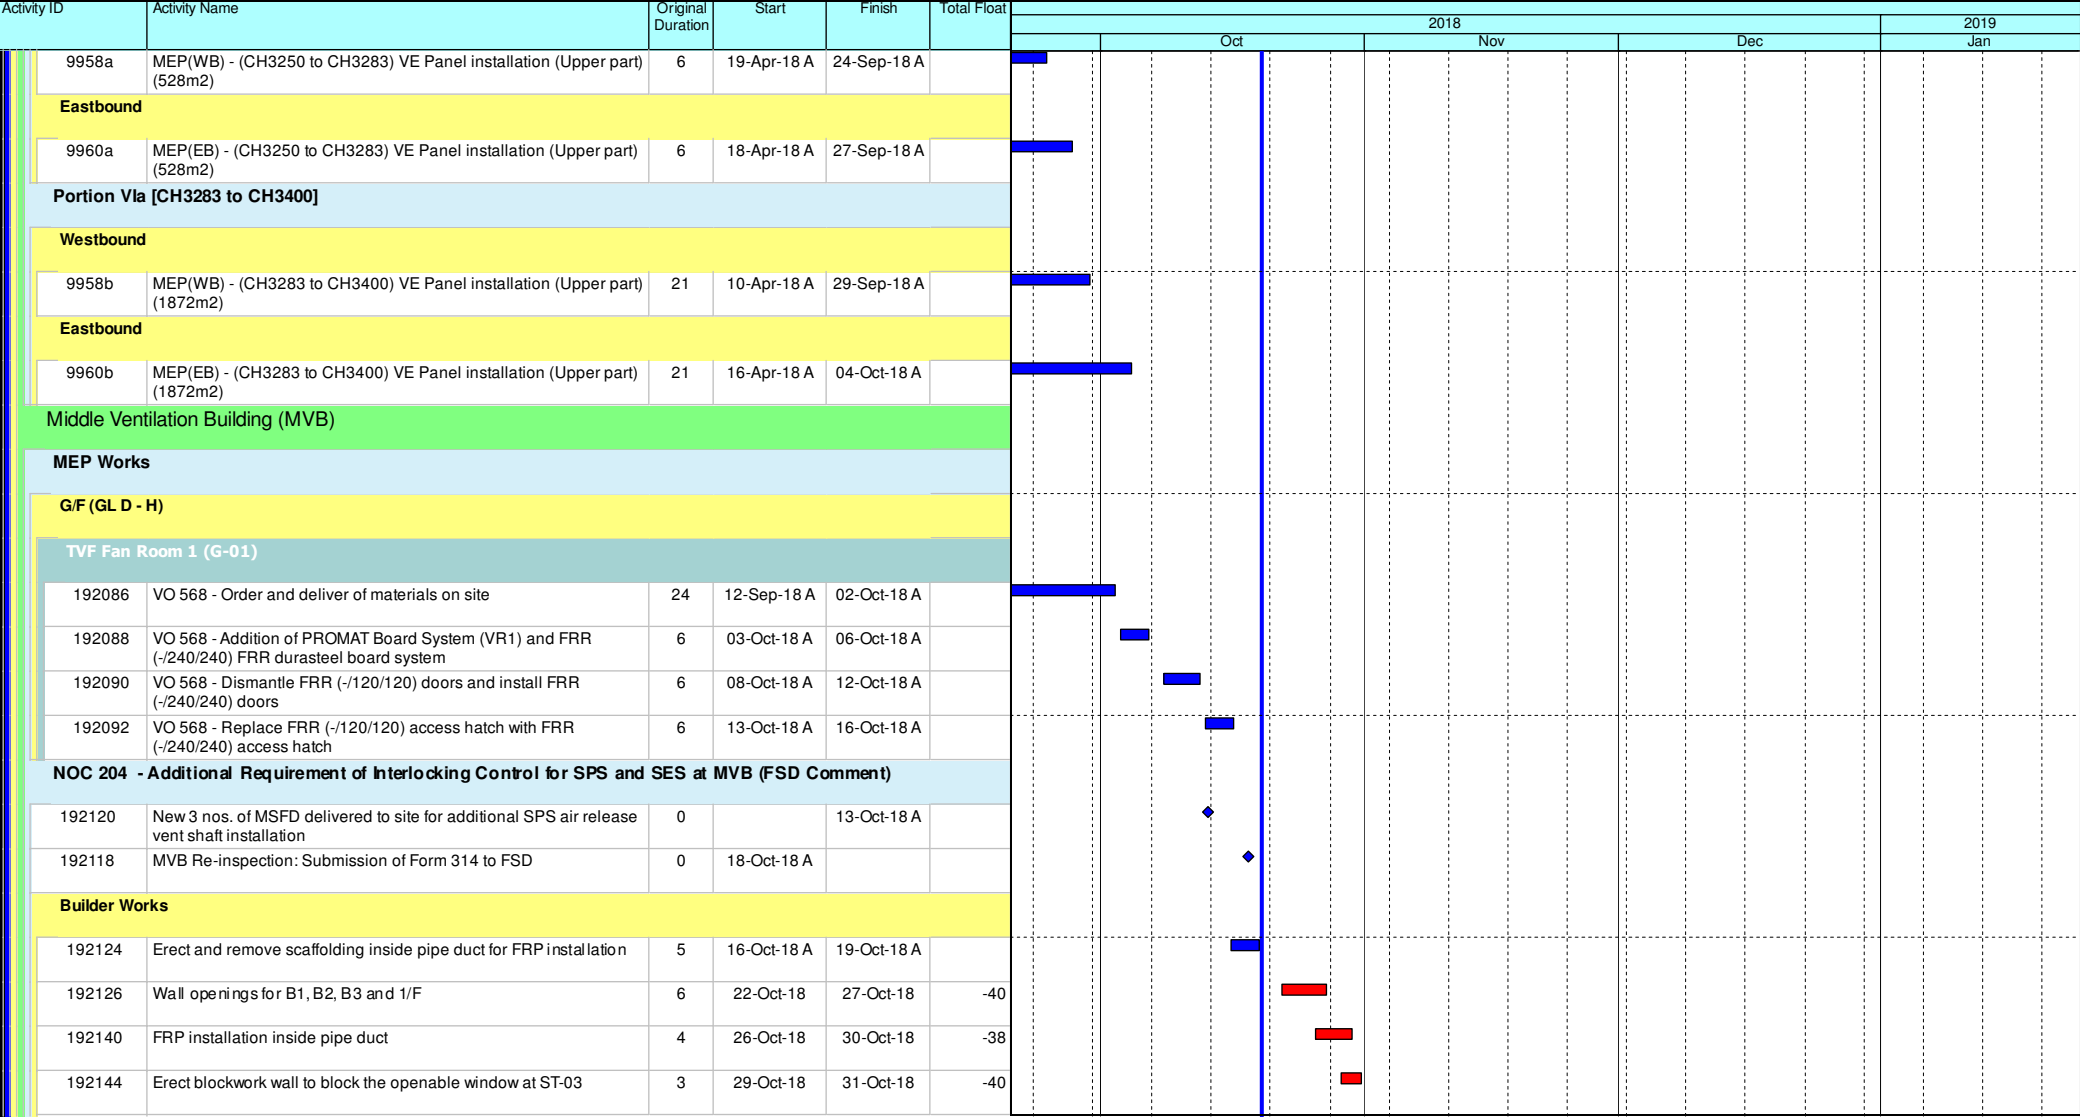 Activity ID Activity Name Original Start Finish Total Float
Duration
2018 2019
Oct Nov Dec Jan
9958a MEP(WB) - (CH3250 to CH3283) VE Panel installation (Upper part) 6 19-Apr-18 A 24-Sep-18 A
(528m2)
Eastbound
9960a MEP(EB) - (CH3250 to CH3283) VE Panel installation (Upper part) 6 18-Apr-18 A 27-Sep-18 A
(528m2)
Portion VIa [CH3283 to CH3400]
Westbound
9958b MEP(WB) - (CH3283 to CH3400) VE Panel installation (Upper part) 21 10-Apr-18 A 29-Sep-18 A
(1872m2)
Eastbound
9960b MEP(EB) - (CH3283 to CH3400) VE Panel installation (Upper part) 21 16-Apr-18 A 04-Oct-18 A
(1872m2)
Middle Ventilation Building (MVB)
MEP Works
G/F (GL D - H)
TVF Fan Room 1 (G-01)
192086 VO 568 - Order and deliver of materials on site 24 12-Sep-18 A 02-Oct-18 A
192088 VO 568 - Addition of PROMAT Board System (VR1) and FRR 6 03-Oct-18 A 06-Oct-18 A
(-/240/240) FRR durasteel board system
192090 VO 568 - Dismantle FRR (-/120/120) doors and install FRR 6 08-Oct-18 A 12-Oct-18 A
(-/240/240) doors
192092 VO 568 - Replace FRR (-/120/120) access hatch with FRR 6 13-Oct-18 A 16-Oct-18 A
(-/240/240) access hatch
NOC 204 - Additional Requirement of Interlocking Control for SPS and SES at MVB (FSD Comment)
192120 New 3 nos. of MSFD delivered to site for additional SPS air release 0 13-Oct-18 A
vent shaft installation
192118 MVB Re-inspection: Submission of Form 314 to FSD 0 18-Oct-18 A
Builder Works
192124 Erect and remove scaffolding inside pipe duct for FRP installation 5 16-Oct-18 A 19-Oct-18 A
192126 Wall openings for B1, B2, B3 and 1/F 6 22-Oct-18 27-Oct-18 -40
192140 FRP installation inside pipe duct 4 26-Oct-18 30-Oct-18 -38
192144 Erect blockwork wall to block the openable window at ST-03 3 29-Oct-18 31-Oct-18 -40